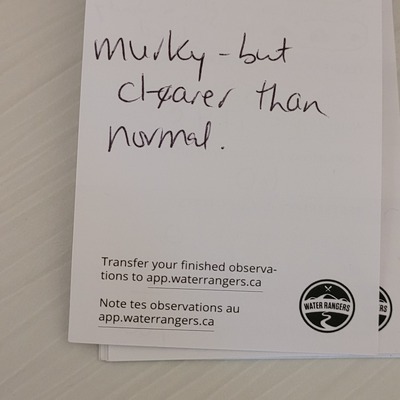 murky - but
clearer than
normal.
Transfer your finished observa-
tions to app.waterrangers.ca
Note tes observations au
app.waterrangers.ca
WATER RANGERS